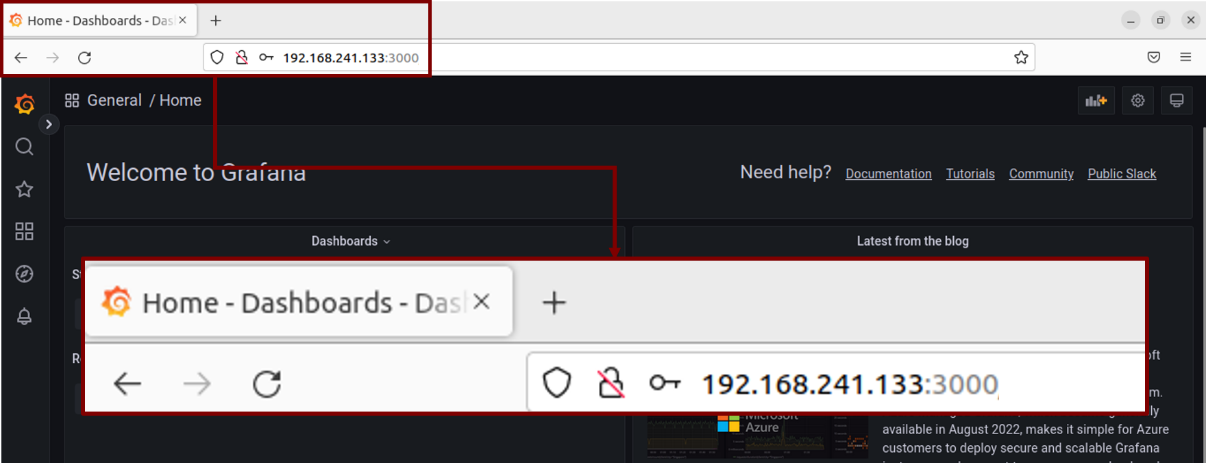 Home - Dashboards - Das
192.168.241.133:3000
General / Home
Welcome to Grafana
Need help? Documentation Tutorials Community Public Slack
Dashboards
Latest from the blog
Home - Dashboards - Das
192.168.241.133:3000
Microsoft
Azure
available in August 2022, makes it simple for Azure
customers to deploy secure and scalable Grafana